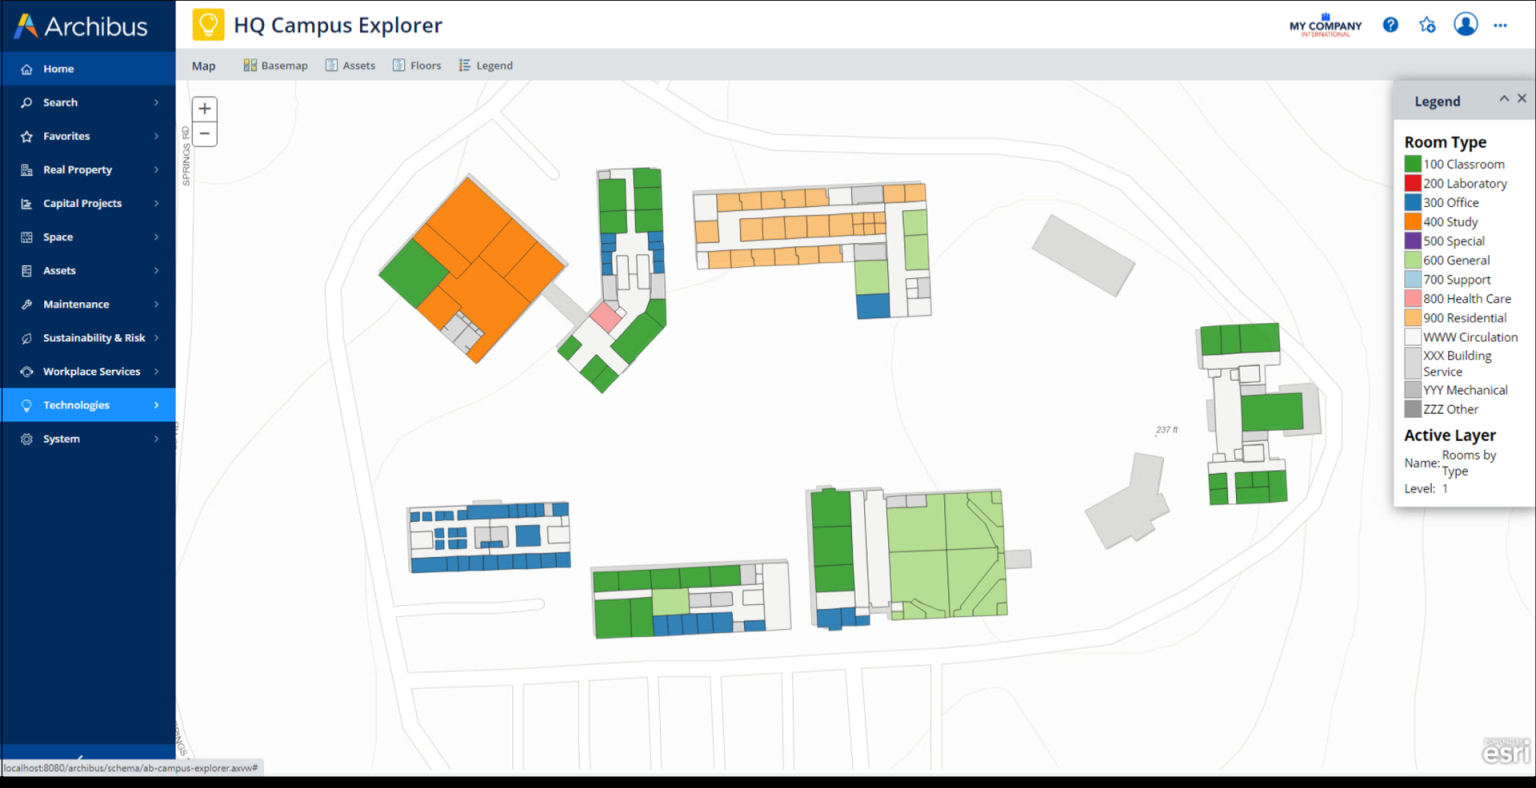 Archibus
HQ Campus Explorer
MY COMPANY
INTERNATIONAL
?
...
Home
Search
Favorites
Real Property
Capital Projects
Space
Assets
Maintenance
Sustainability & Risk
Workplace Services
Technologies
System
Map
Basemap
Assets
Floors
Legend
+
−
SPRINGS RD
237 ft
Legend
Room Type
100 Classroom
200 Laboratory
300 Office
400 Study
500 Special
600 General
700 Support
800 Health Care
900 Residential
WWW Circulation
XXX Building
Service
YYY Mechanical
ZZZ Other
Active Layer
Name: Rooms by
Type
Level: 1
POWERED BY
esri
localhost:8080/archibus/schema/ab-campus-explorer.axvw#